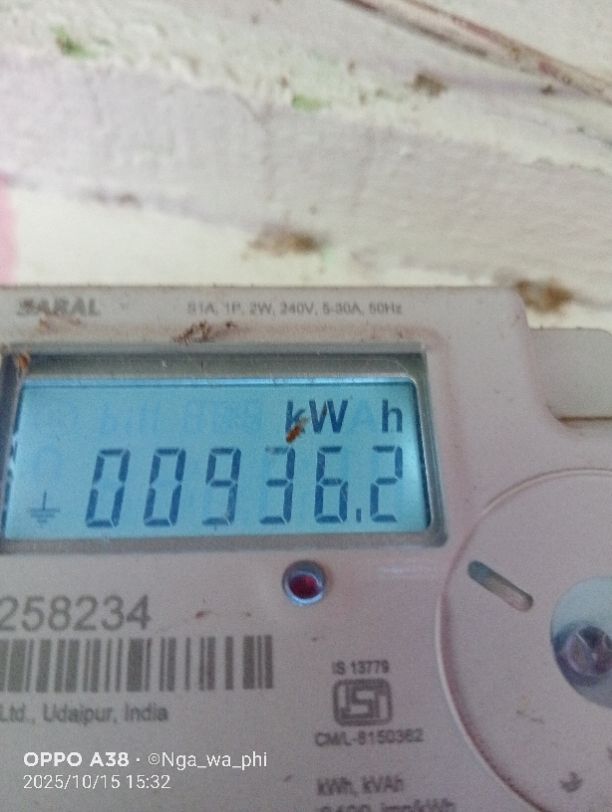 SARAL
S1A, 1P, 2W, 240V, 5-30A, 50Hz
kWh
00936.2
258234
IS 13779
Ltd., Udaipur, India
CM/L-8150362
kWh, kVAh
OPPO A38 · ©Nga_wa_phi
2025/10/15 15:32